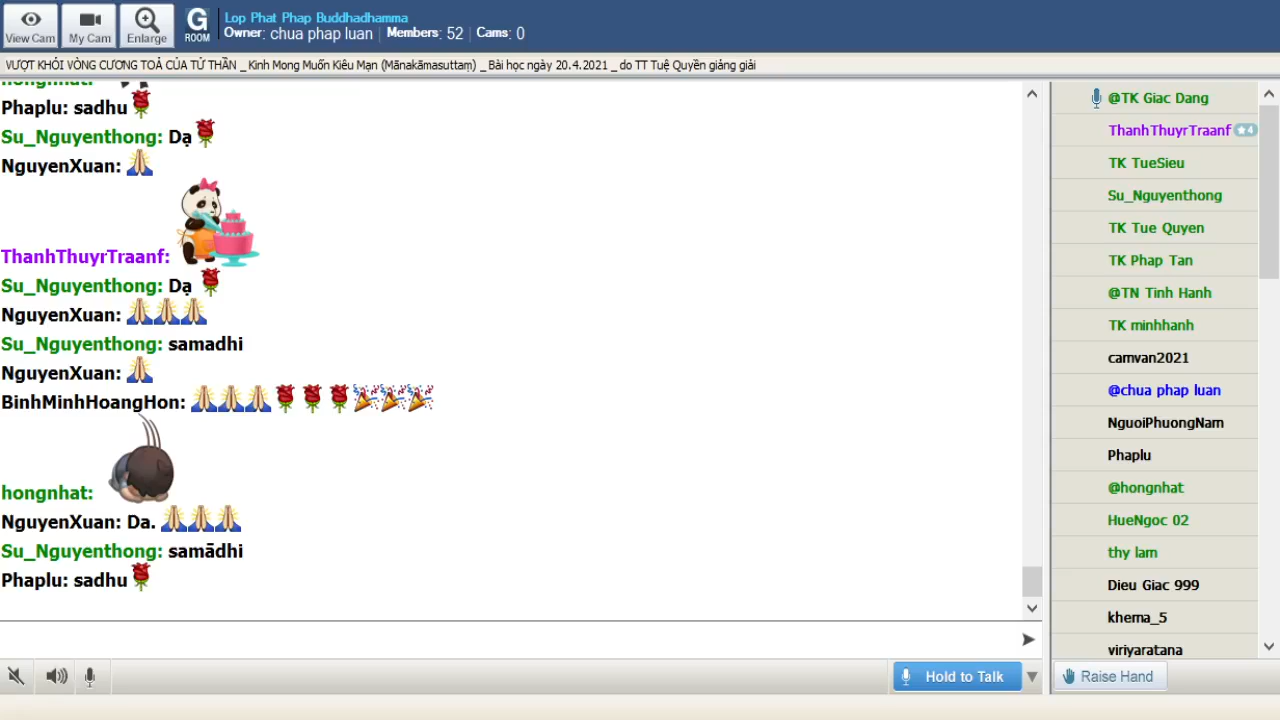 View Cam
My Cam
Enlarge
G
ROOM
Lop Phat Phap Buddhadhamma
Owner: chua phap luan | Members: 52 | Cams: 0
VƯỢT KHỎI VÒNG CƯƠNG TOẢ CỦA TỬ THẦN _ Kinh Mong Muốn Kiêu Mạn (Mānakāmasuttaṃ) _ Bài học ngày 20.4.2021 _ do TT Tuệ Quyền giảng giải
hongnhat:
Phaplu: sadhu
Su_Nguyenthong: Dạ
NguyenXuan:
ThanhThuyrTraanf:
Su_Nguyenthong: Dạ
NguyenXuan:
Su_Nguyenthong: samadhi
NguyenXuan:
BinhMinhHoangHon:
hongnhat:
NguyenXuan: Da.
Su_Nguyenthong: samādhi
Phaplu: sadhu
Hold to Talk
@TK Giac Dang
ThanhThuyrTraanf ★4
TK TueSieu
Su_Nguyenthong
TK Tue Quyen
TK Phap Tan
@TN Tinh Hanh
TK minhhanh
camvan2021
@chua phap luan
NguoiPhuongNam
Phaplu
@hongnhat
HueNgoc 02
thy lam
Dieu Giac 999
khema_5
viriyaratana
Raise Hand